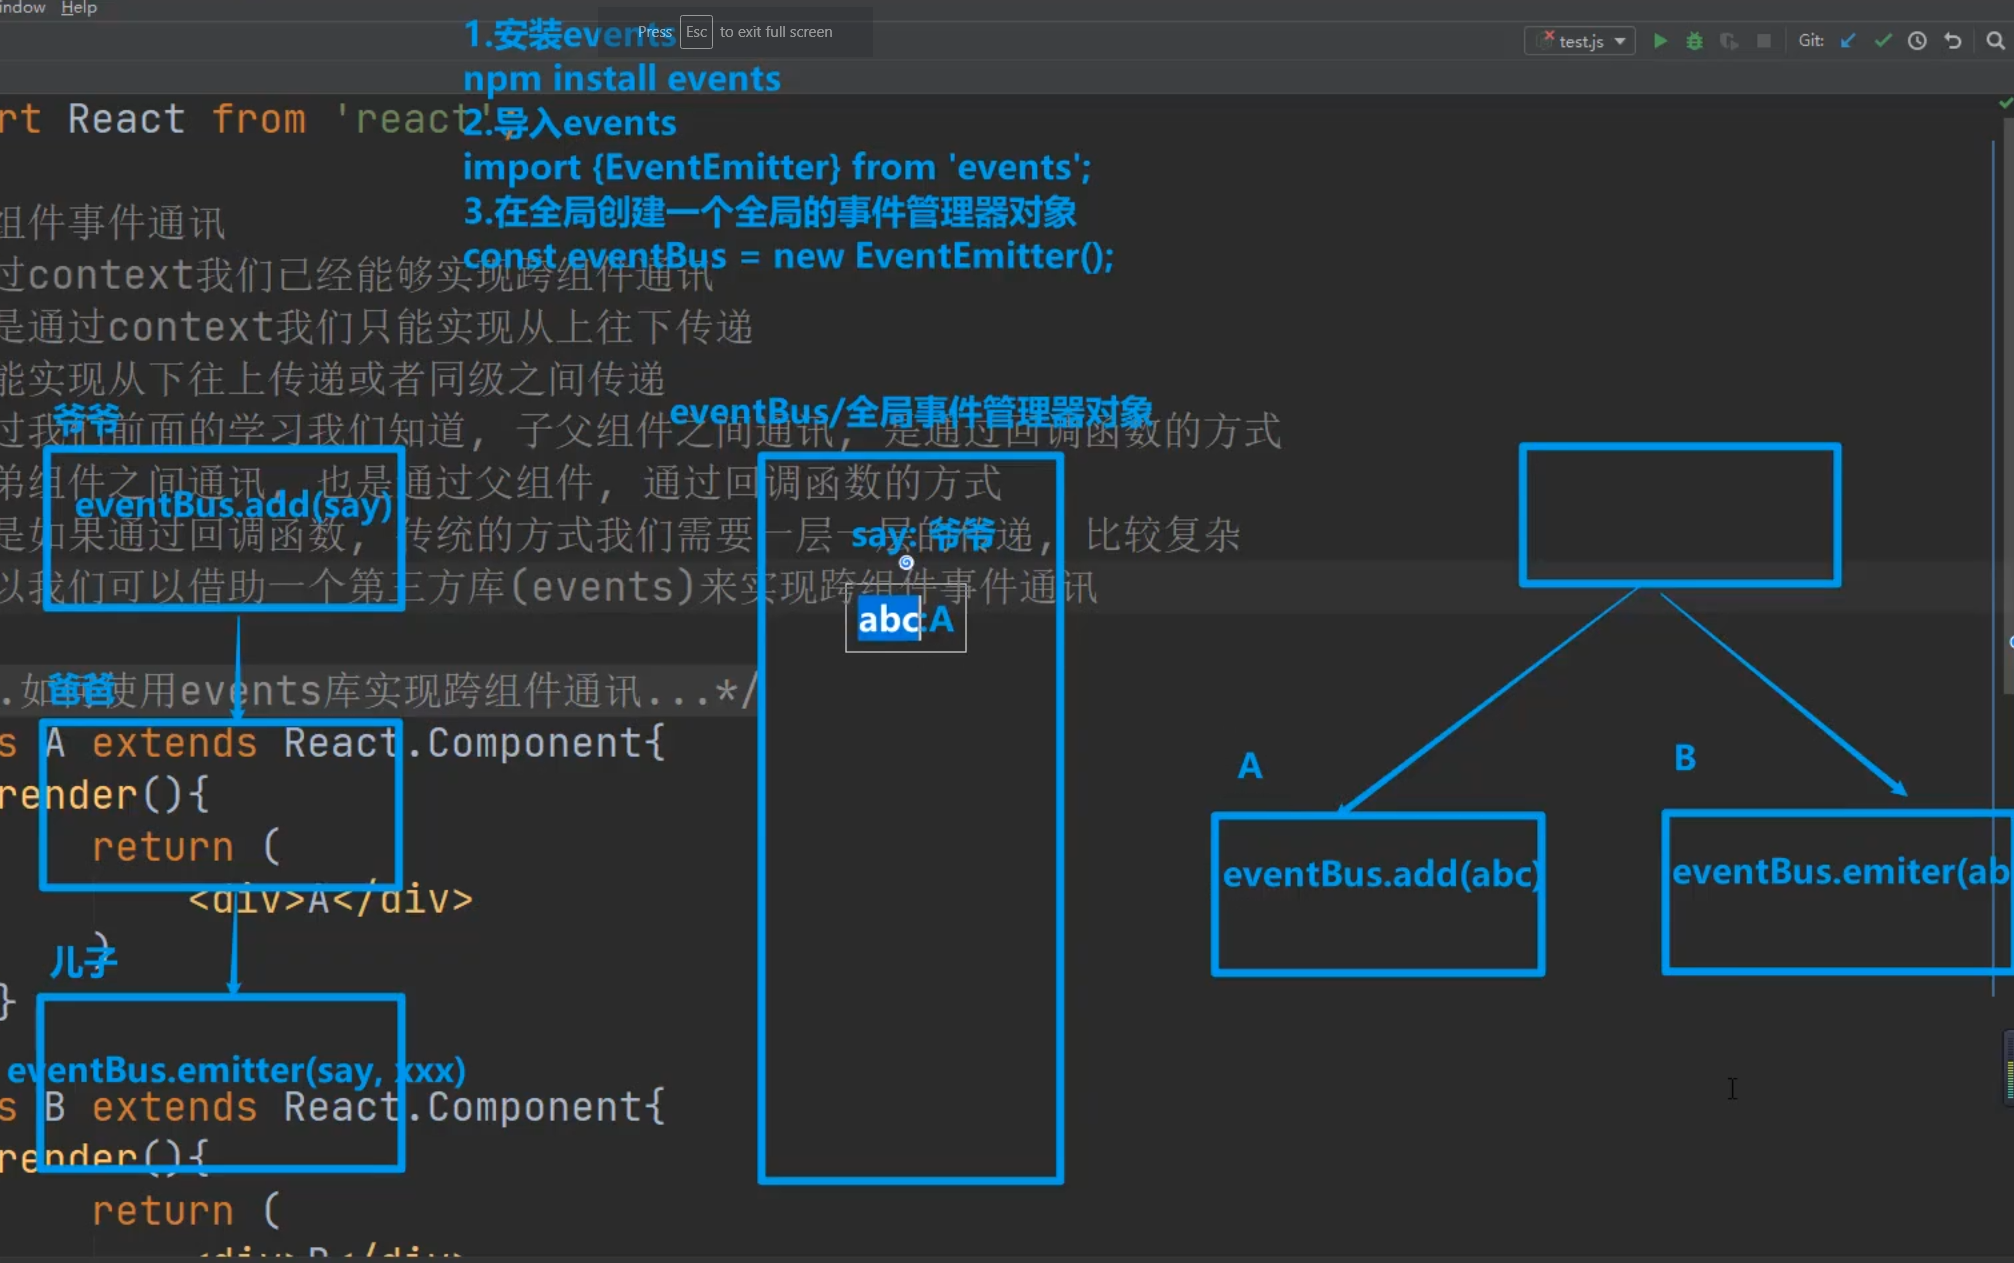 indow Help
1.安装events
Press Esc to exit full screen
test.js
Git:
npm install events
rt React from 'react';
2.导入events
import {EventEmitter} from 'events';
3.在全局创建一个全局的事件管理器对象
组件事件通讯
const eventBus = new EventEmitter();
过context我们已经能够实现跨组件通讯
是通过context我们只能实现从上往下传递
能实现从下往上传递或者同级之间传递
爷爷
eventBus/全局事件管理器对象
过我们前面的学习我们知道, 子父组件之间通讯, 是通过回调函数的方式
弟组件之间通讯, 也是通过父组件, 通过回调函数的方式
eventBus.add(say)
say: 爷爷
是如果通过回调函数, 传统的方式我们需要一层一层的传递, 比较复杂
以我们可以借助一个第三方库(events)来实现跨组件事件通讯
abc:A
爸爸
.如何使用events库实现跨组件通讯...*/
s A extends React.Component{
A
B
render(){
return (
eventBus.add(abc)
eventBus.emiter(ab
<div>A</div>
)
儿子
}
eventBus.emitter(say, xxx)
s B extends React.Component{
render(){
return (
<div>B</div>